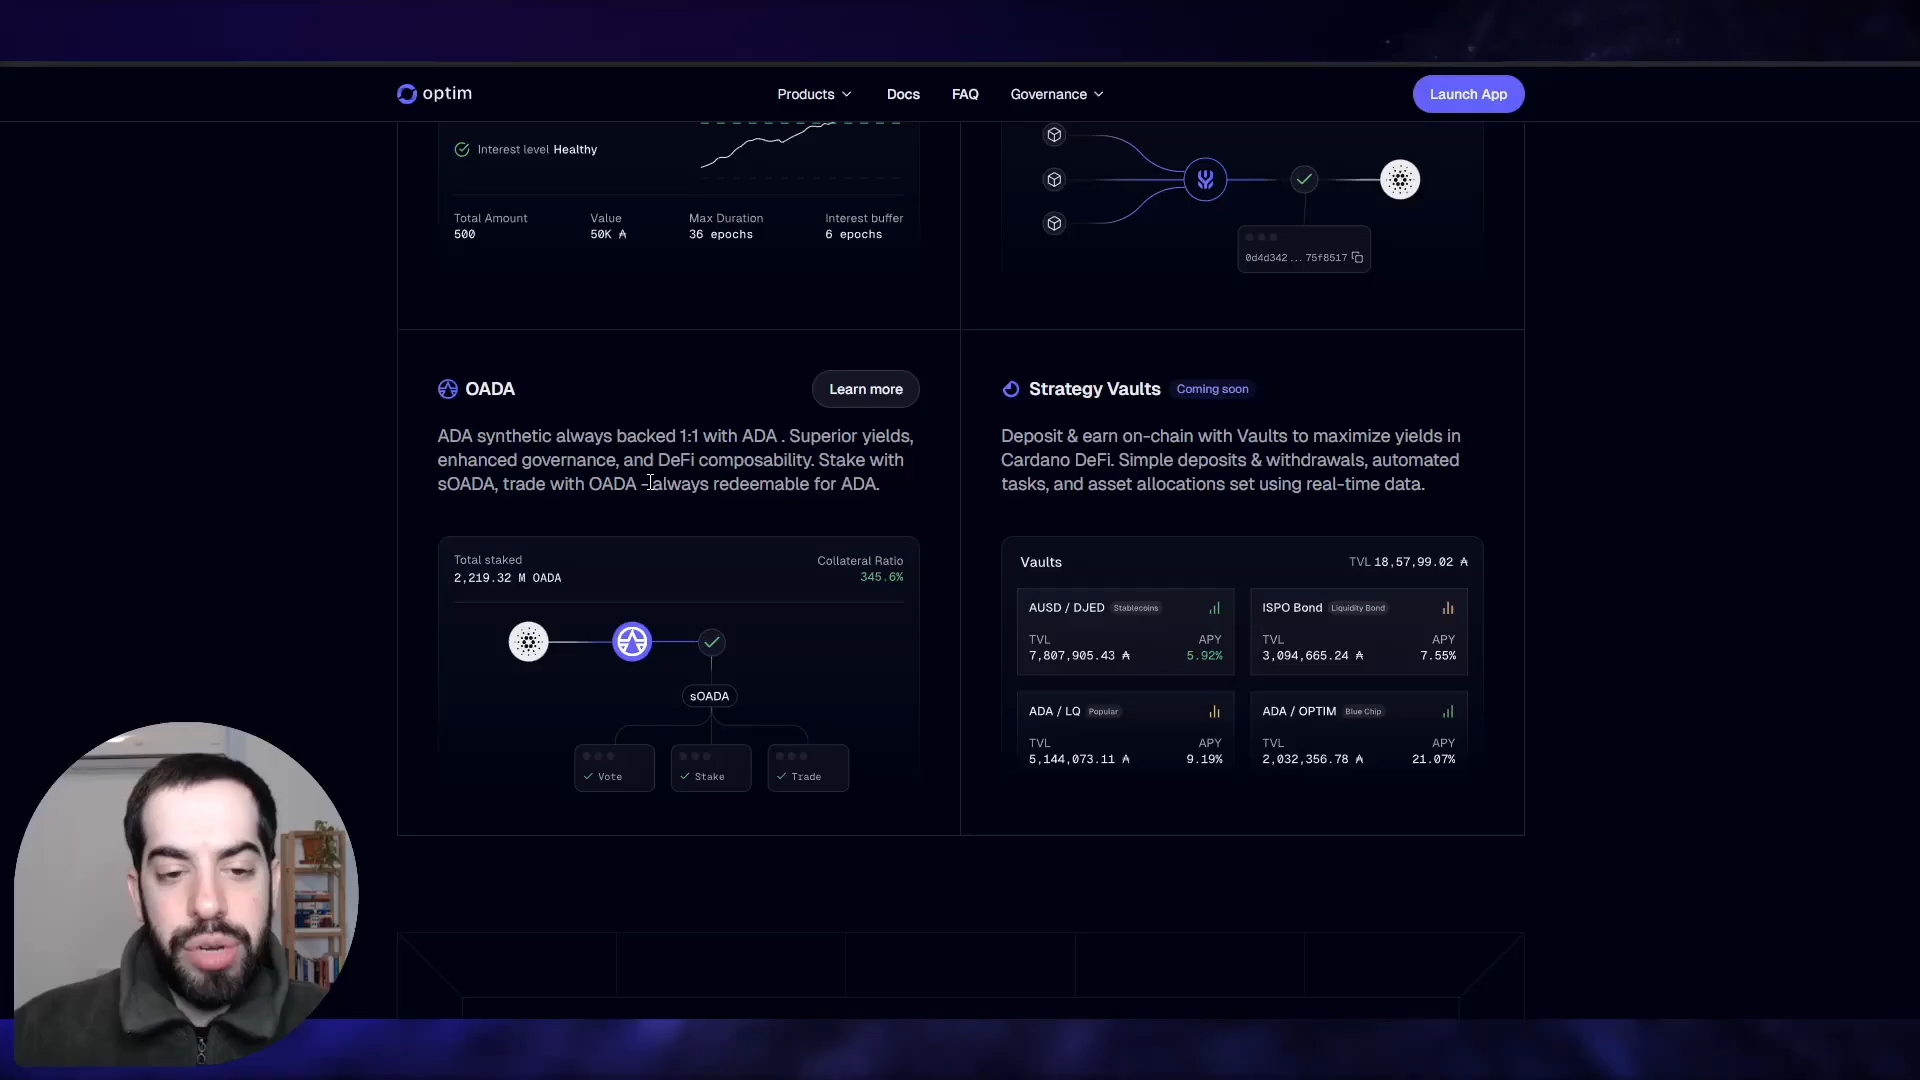 optim
Products
Docs
FAQ
Governance
Launch App
Interest level Healthy
Total Amount
500
Value
50K ₳
Max Duration
36 epochs
Interest buffer
6 epochs
0d4d342 ... 75f8517
OADA
Learn more
ADA synthetic always backed 1:1 with ADA . Superior yields,
enhanced governance, and DeFi composability. Stake with
sOADA, trade with OADA - always redeemable for ADA.
Total staked
2,219.32 M OADA
Collateral Ratio
345.6%
sOADA
Vote
Stake
Trade
Strategy Vaults Coming soon
Deposit & earn on-chain with Vaults to maximize yields in
Cardano DeFi. Simple deposits & withdrawals, automated
tasks, and asset allocations set using real-time data.
Vaults
TVL 18,57,99.02 ₳
AUSD / DJED Stablecoins
TVL
7,807,905.43 ₳
APY
5.92%
ISPO Bond Liquidity Bond
TVL
3,094,665.24 ₳
APY
7.55%
ADA / LQ Popular
TVL
5,144,073.11 ₳
APY
9.19%
ADA / OPTIM Blue Chip
TVL
2,032,356.78 ₳
APY
21.07%